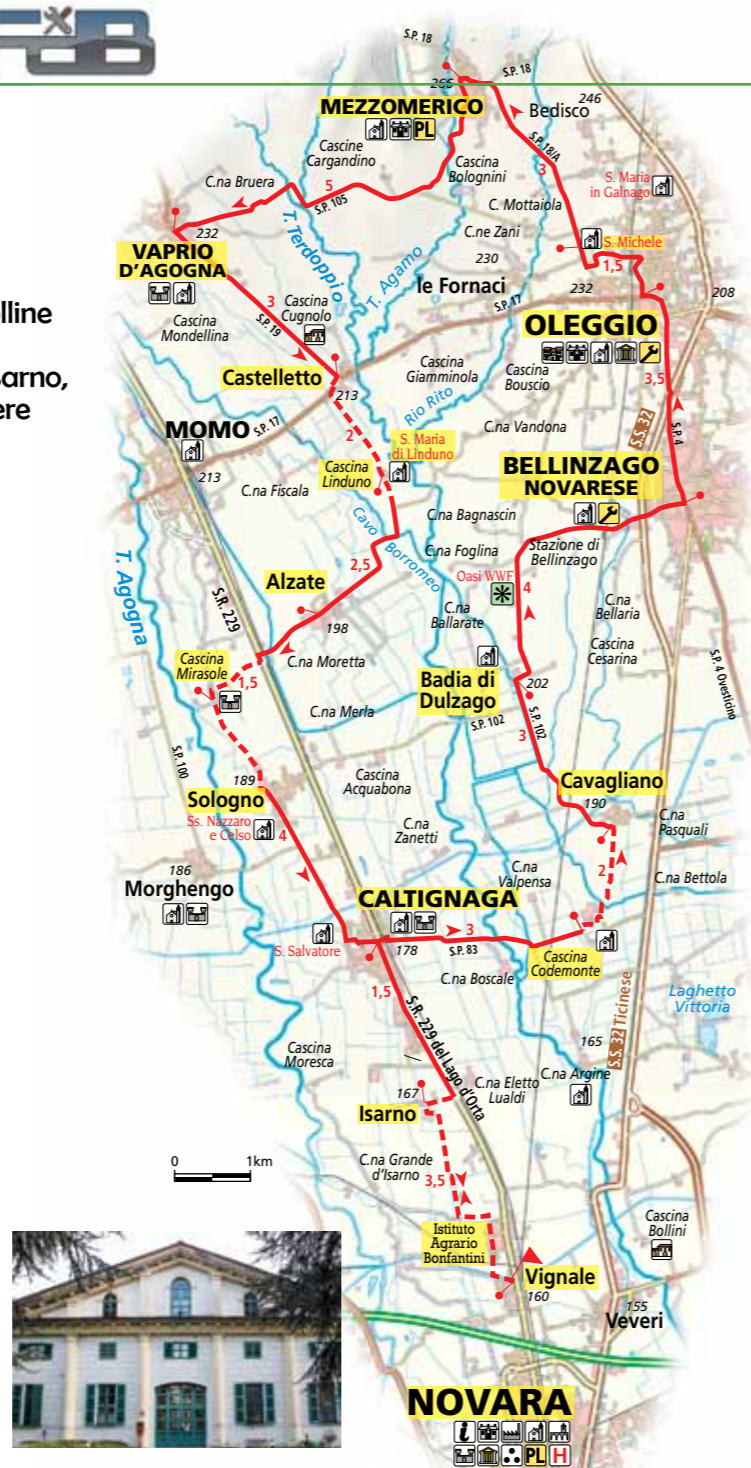 FdB
S.P. 18
266
S.P. 18
MEZZOMERICO
PL
Bedisco
246
Cascine
Cargandino
S.P. 18/A
Cascina
Bolognini
3
S. Maria
in Galnago
C.na Bruera
5
S.P. 105
C. Mottaiola
232
T. Terdoppio
C.ne Zani
S. Michele
VAPRIO
D'AGOGNA
T. Agamo
230
1,5
le Fornaci
232
208
lline
3
Cascina
Cugnolo
S.P. 17
OLEGGIO
Cascina
Mondellina
S.P. 19
sarno,
Castelletto
Cascina
Giamminola
Cascina
Bouscio
3,5
ere
213
Rio Rito
S.S. 32
S.P. 4
MOMO
S.P. 17
2
S. Maria
di Linduno
C.na Vandona
213
Cascina
Linduno
BELLINZAGO
NOVARESE
C.na Fiscala
Cavo Borromeo
C.na Bagnascin
C.na Foglina
Stazione di
Bellinzago
T. Agogna
2,5
Alzate
Oasi WWF
4
S.R. 229
198
C.na
Ballarate
C.na
Bellaria
Cascina
Cesarina
Cascina
Mirasole
1,5
C.na Moretta
Badia di
Dulzago
202
S.P. 4 Ovesticino
C.na Merla
S.P. 102
3
S.P. 102
S.P. 100
189
Cascina
Acquabona
Cavagliano
Sologno
190
Ss. Nazzaro
e Celso
4
C.na
Zanetti
C.na
Pasquali
186
Morghengo
C.na
Valpensa
2
C.na Bettola
CALTIGNAGA
3
S. Salvatore
178
S.P. 83
Cascina
Codemonte
1,5
C.na Boscale
Laghetto
Vittoria
S.R. 229 del Lago d'Orta
S.S. 32 Ticinese
Cascina
Moresca
165
C.na Argine
167
C.na Eletto
Lualdi
Isarno
0 1km
C.na Grande
d'Isarno
3,5
Istituto
Agrario
Bonfantini
Cascina
Bollini
Vignale
160
155
Veveri
NOVARA
i
PL H